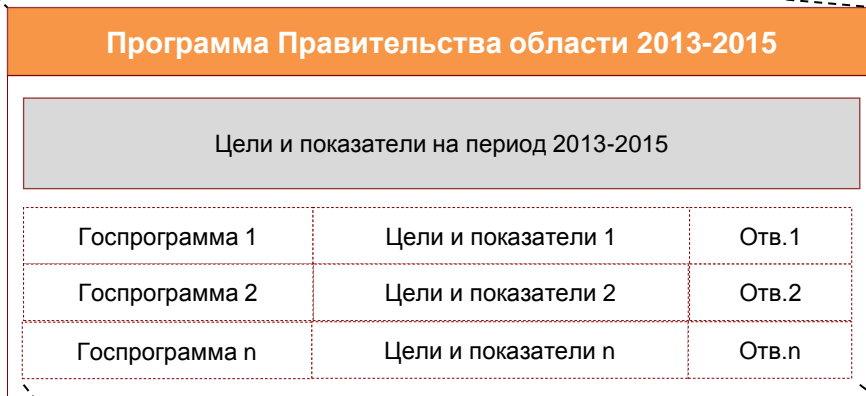 Программа Правительства области 2013-2015
Цели и показатели на период 2013-2015
Госпрограмма 1 Цели и показатели 1 Отв.1
Госпрограмма 2 Цели и показатели 2 Отв.2
Госпрограмма n Цели и показатели n Отв.n